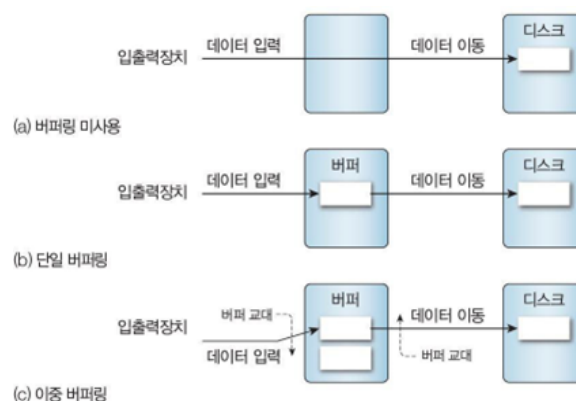 디스크
데이터 입력
데이터 이동
입출력장치
(a) 버퍼링 미사용
버퍼
디스크
데이터 입력
데이터 이동
입출력장치
(b) 단일 버퍼링
버퍼
디스크
버퍼 교대
데이터 이동
입출력장치
데이터 입력
버퍼 교대
(c) 이중 버퍼링